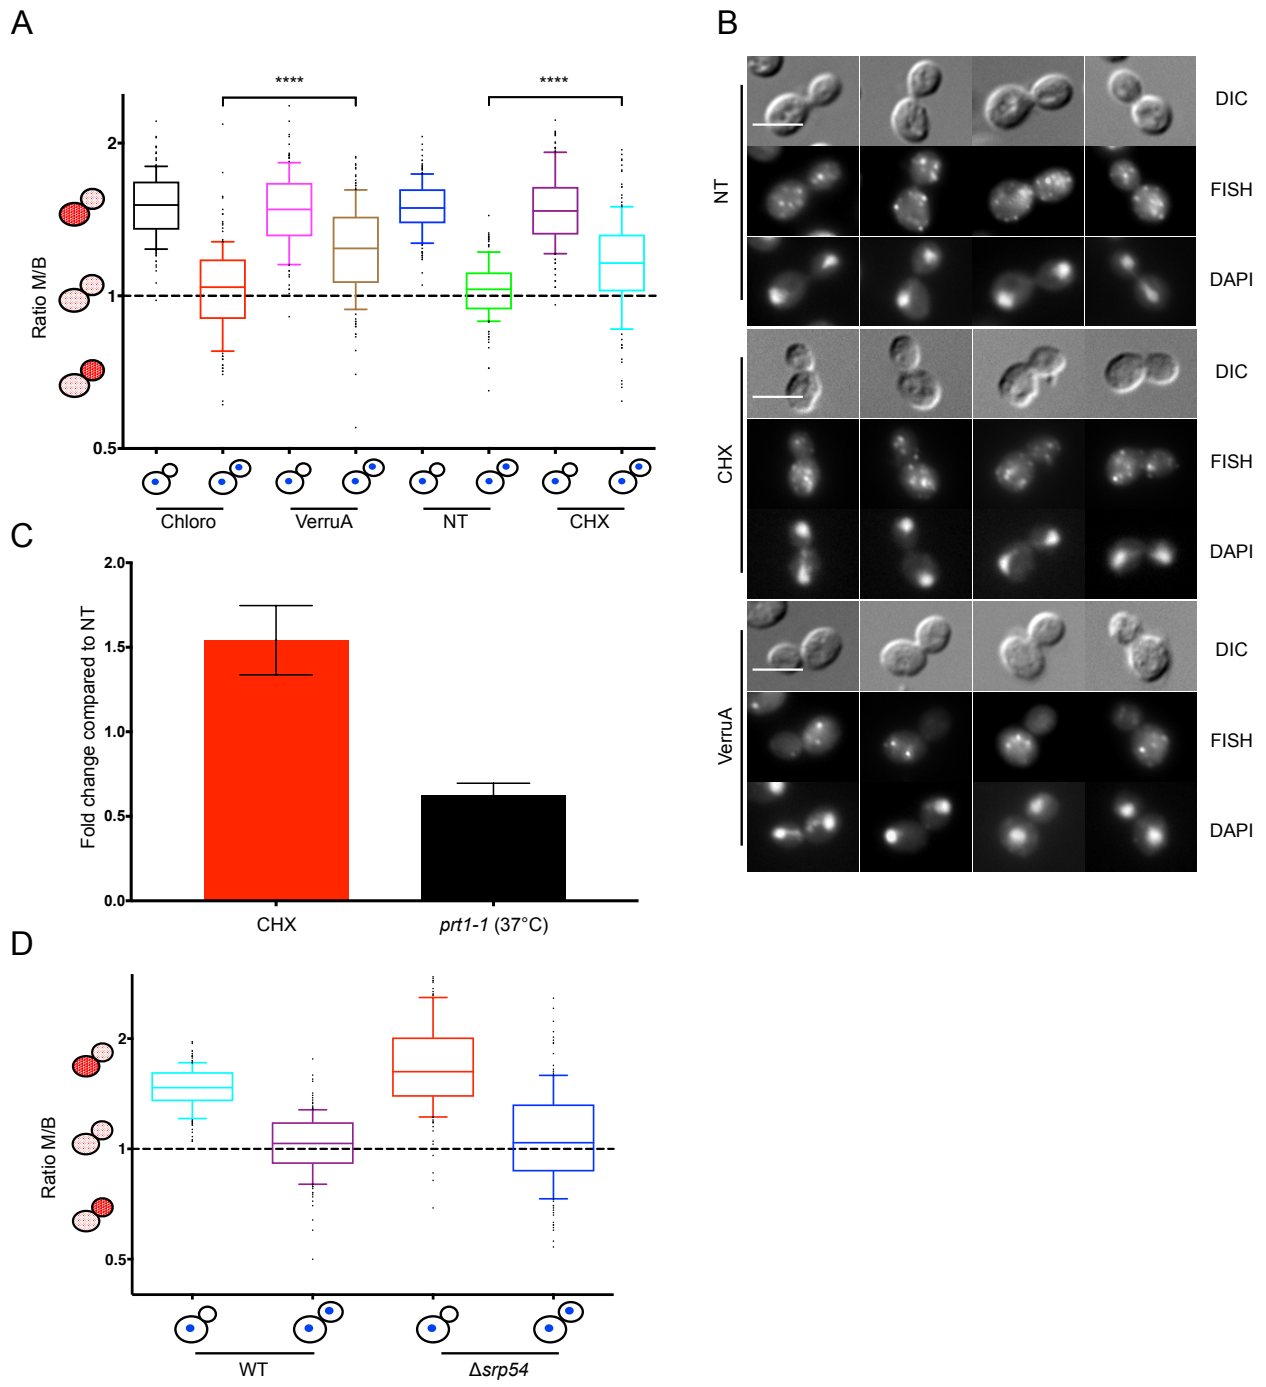 A
**** ****
2
1
0.5
Ratio M/B
Chloro VerruA NT CHX
B
NT
DIC
FISH
DAPI
CHX
DIC
FISH
DAPI
VerruA
DIC
FISH
DAPI
C
2.0
1.5
1.0
0.5
0.0
Fold change compared to NT
CHX prt1-1 (37°C)
D
2
1
0.5
Ratio M/B
WT Δsrp54